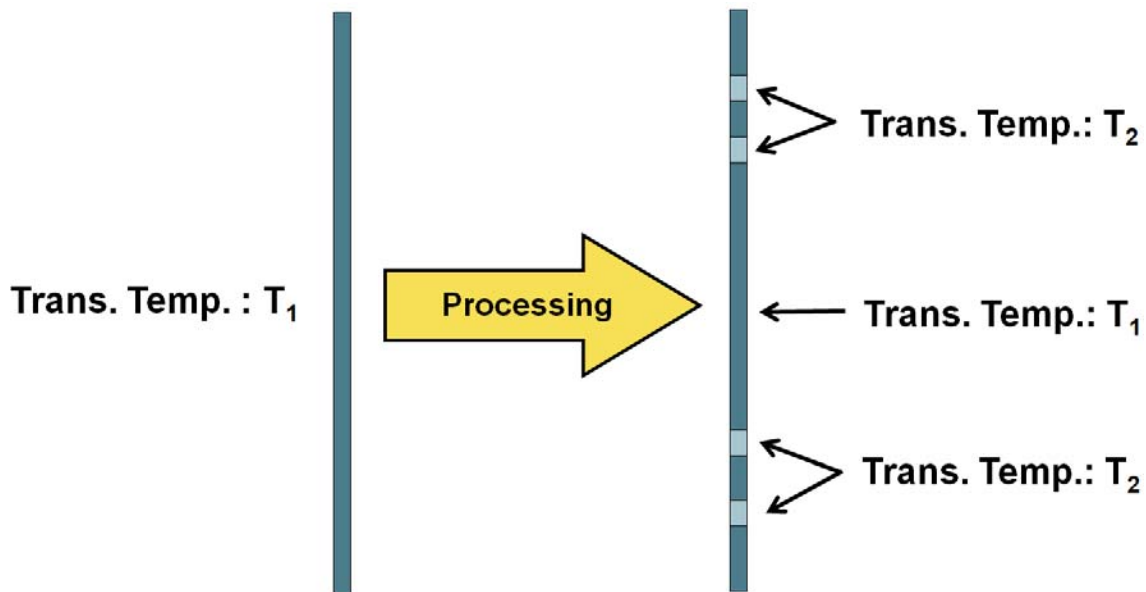 Trans. Temp.: T₂
Trans. Temp. : T₁
Processing
Trans. Temp.: T₁
Trans. Temp.: T₂